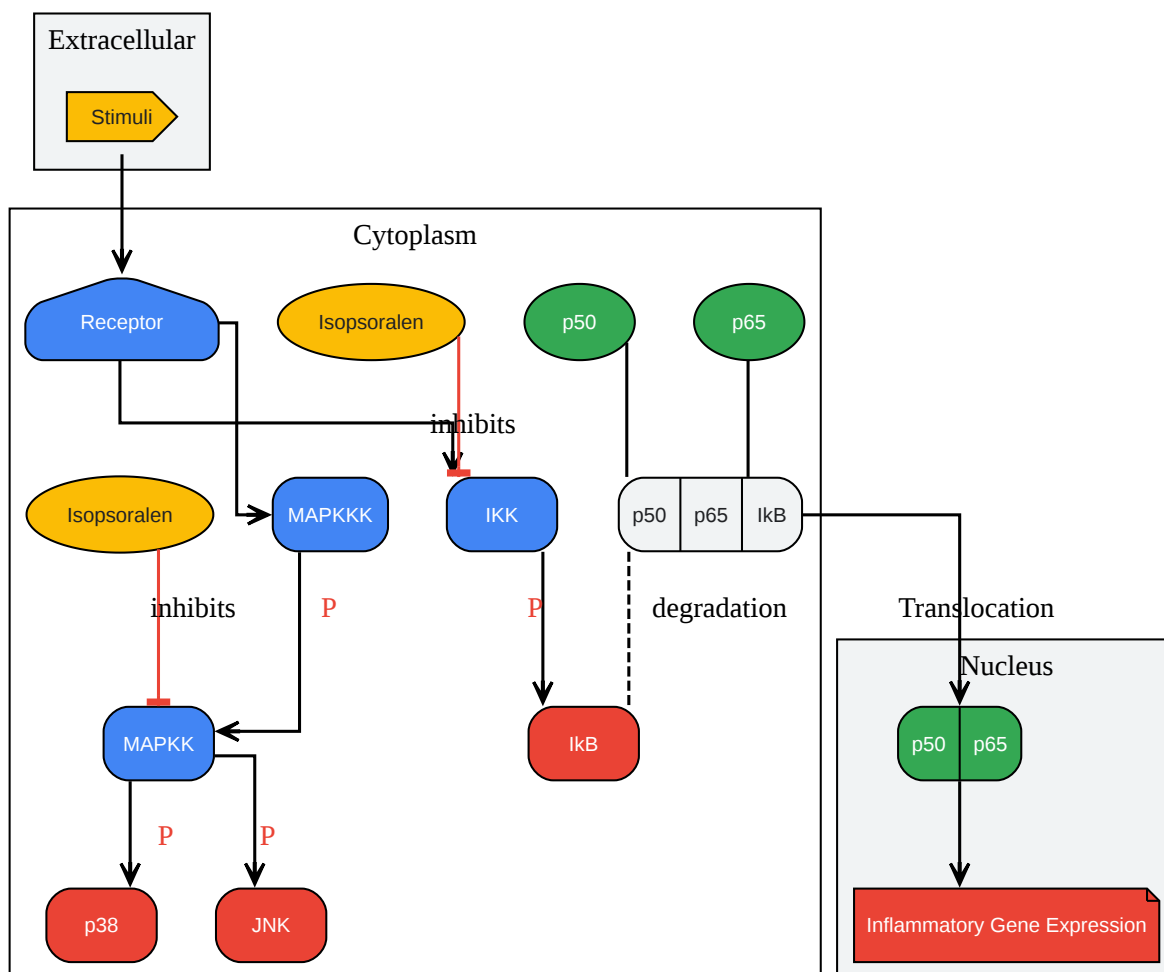 Extracellular
Stimuli
Cytoplasm
Receptor
Isopsoralen
p50
p65
inhibits
Isopsoralen
MAPKKK
IKK
p50
p65
IkB
inhibits
P
P
degradation
Translocation
Nucleus
MAPKK
IkB
p50
p65
P
P
p38
JNK
Inflammatory Gene Expression